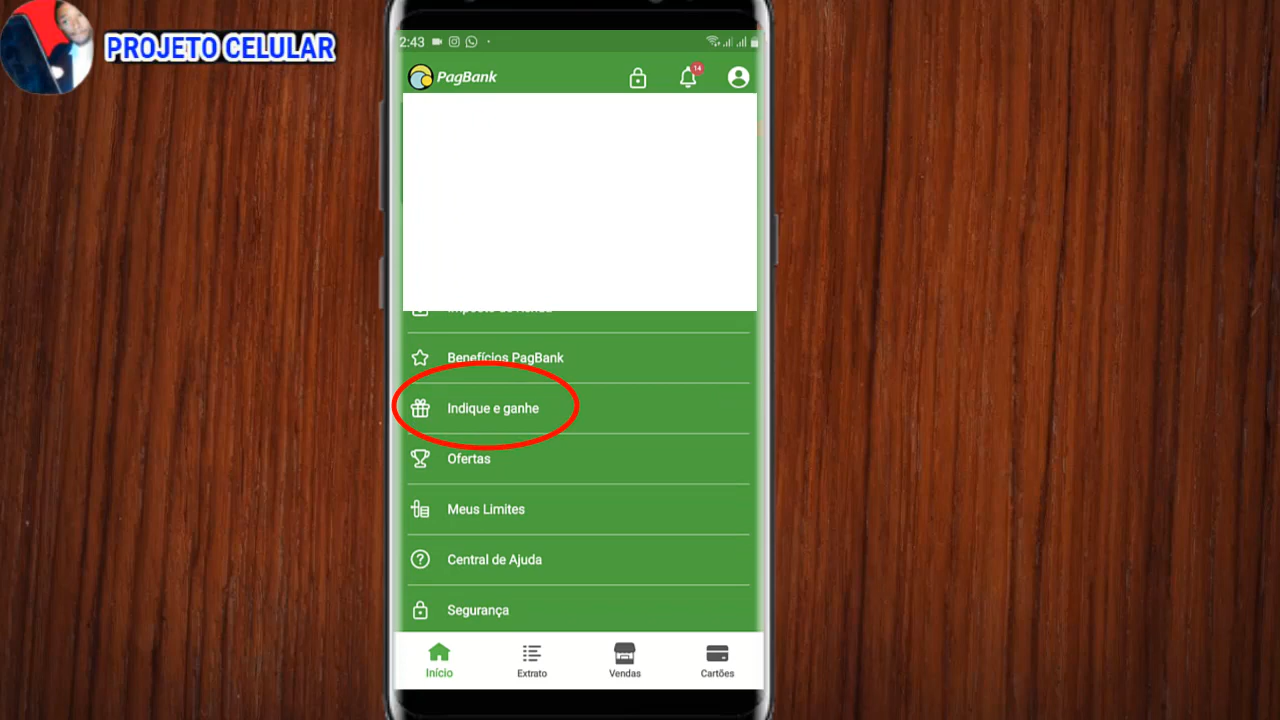 PROJETO CELULAR
2:43
PagBank
14
Benefícios PagBank
Indique e ganhe
Ofertas
Meus Limites
Central de Ajuda
Segurança
Início
Extrato
Vendas
Cartões